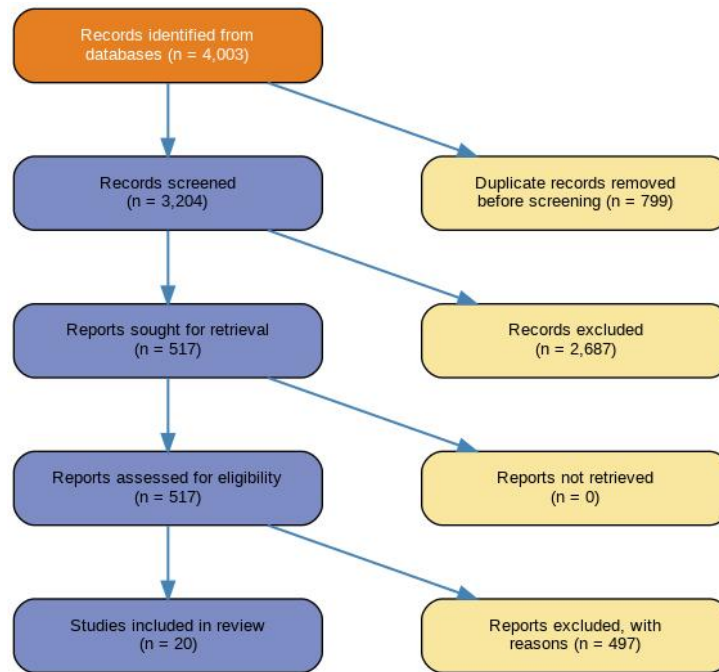 Records identified from
databases (n = 4,003)
Records screened
(n = 3,204)
Duplicate records removed
before screening (n = 799)
Reports sought for retrieval
(n = 517)
Records excluded
(n = 2,687)
Reports assessed for eligibility
(n = 517)
Reports not retrieved
(n = 0)
Studies included in review
(n = 20)
Reports excluded, with
reasons (n = 497)